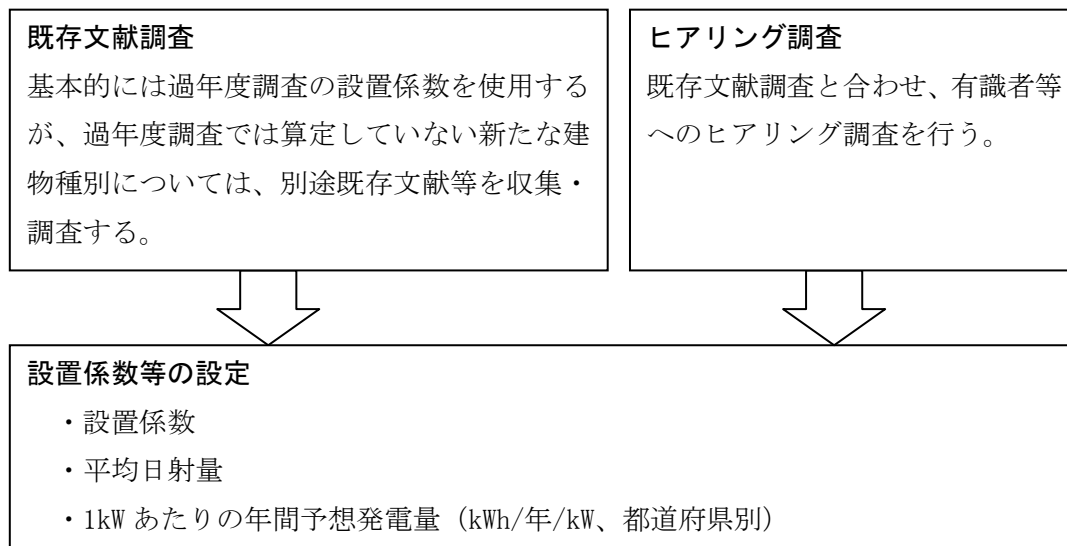 既存文献調査
基本的には過年度調査の設置係数を使用する
が、過年度調査では算定していない新たな建
物種別については、別途既存文献等を収集・
調査する。
ヒアリング調査
既存文献調査と合わせ、有識者等
へのヒアリング調査を行う。
設置係数等の設定
・設置係数
・平均日射量
・1kW あたりの年間予想発電量（kWh/年/kW、都道府県別）